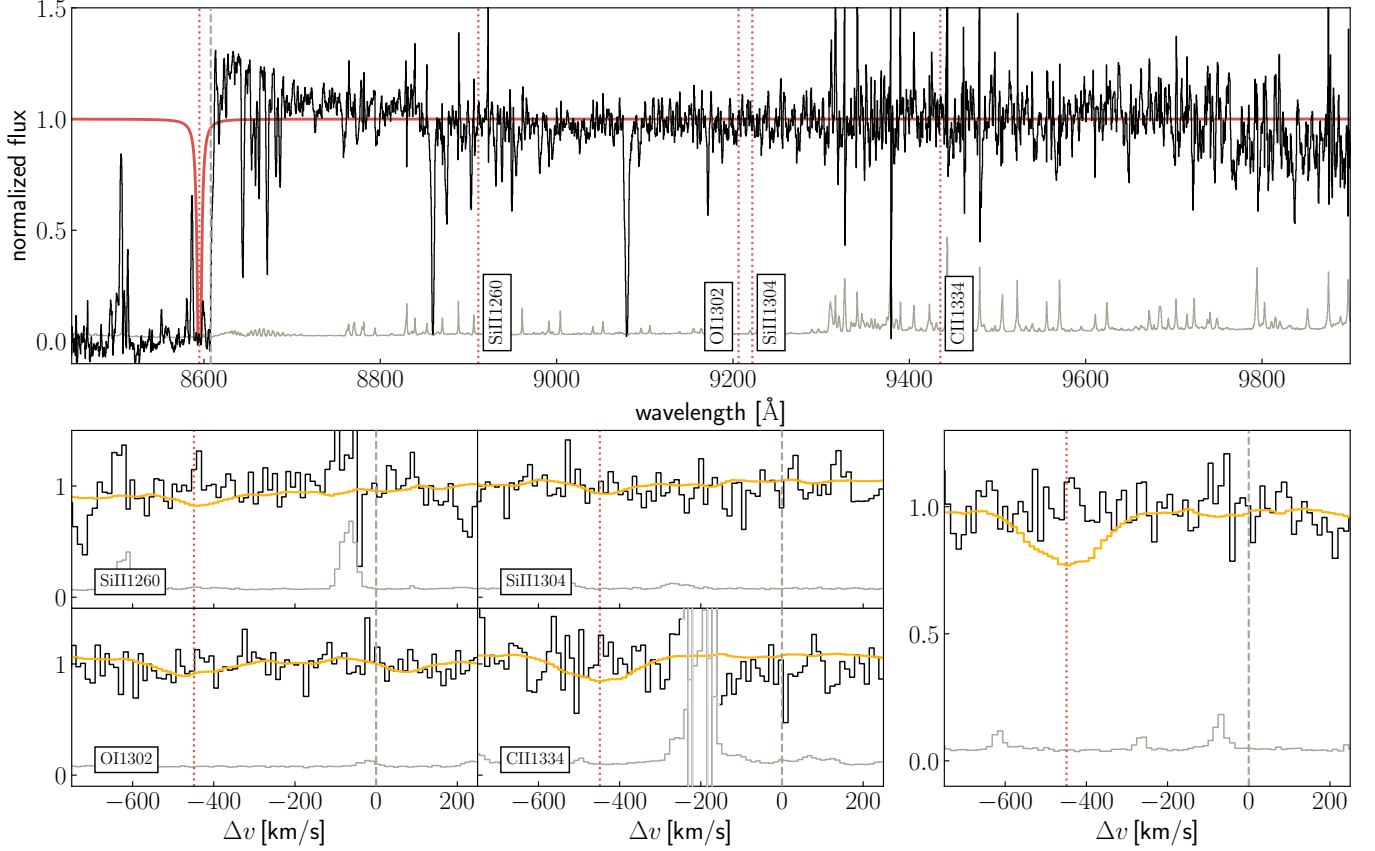 normalized flux
1.5
1.0
0.5
0.0
SiII1260
OI1302
SiII1304
CII1334
8600 8800 9000 9200 9400 9600 9800
wavelength [Å]
1
0
SiII1260
SiII1304
1
0
OI1302
CII1334
−600 −400 −200 0 200
−600 −400 −200 0 200
Δv [km/s]
Δv [km/s]
1.0
0.5
0.0
−600 −400 −200 0 200
Δv [km/s]